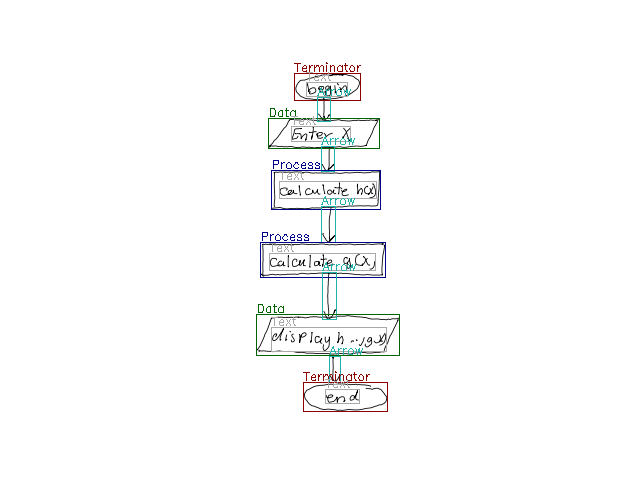 Terminator
Text
begin
Arrow
Data
Text
Enter X
Arrow
Process
Text
calculate h(x)
Arrow
Process
Text
calculate g(x)
Arrow
Data
Text
display h...g(x)
Arrow
Terminator
Text
end